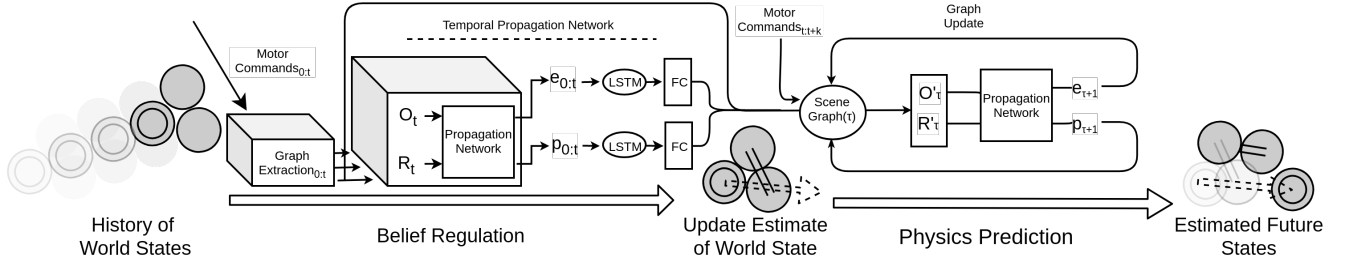 Motor
Commands0:t
Graph
Extraction0:t
History of
World States
Temporal Propagation Network
Ot
Rt
Propagation
Network
e0:t
p0:t
LSTM
LSTM
FC
FC
Belief Regulation
Motor
Commandst:t+k
Update Estimate
of World State
Graph
Update
Scene
Graph(τ)
O'τ
R'τ
Propagation
Network
eτ+1
pτ+1
Physics Prediction
Estimated Future
States